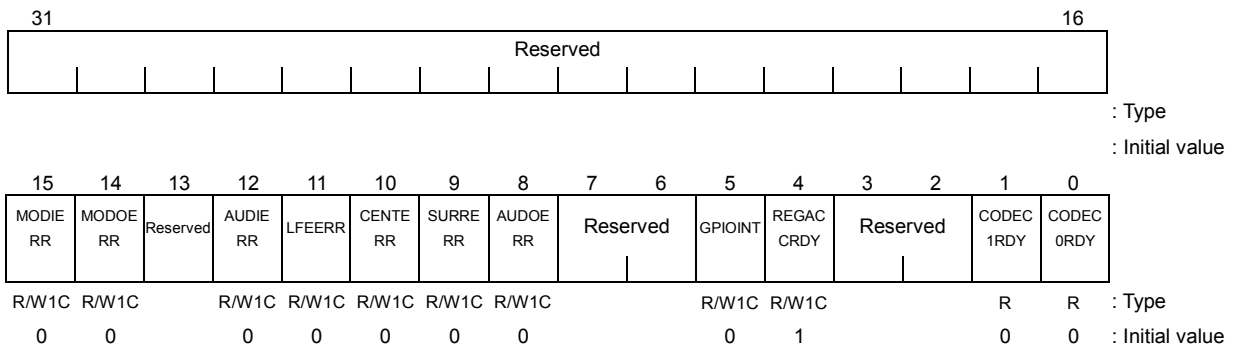 31 16
Reserved
: Type
: Initial value
15 14 13 12 11 10 9 8 7 6 5 4 3 2 1 0
MODIE MODOE Reserved AUDIE LFEERR CENTE SURRE AUDOE Reserved GPIOINT REGAC Reserved CODEC CODEC
RR RR RR RR RR RR CRDY 1RDY 0RDY
R/W1C R/W1C R/W1C R/W1C R/W1C R/W1C R/W1C R/W1C R/W1C R R : Type
0 0 0 0 0 0 0 0 1 0 0 : Initial value